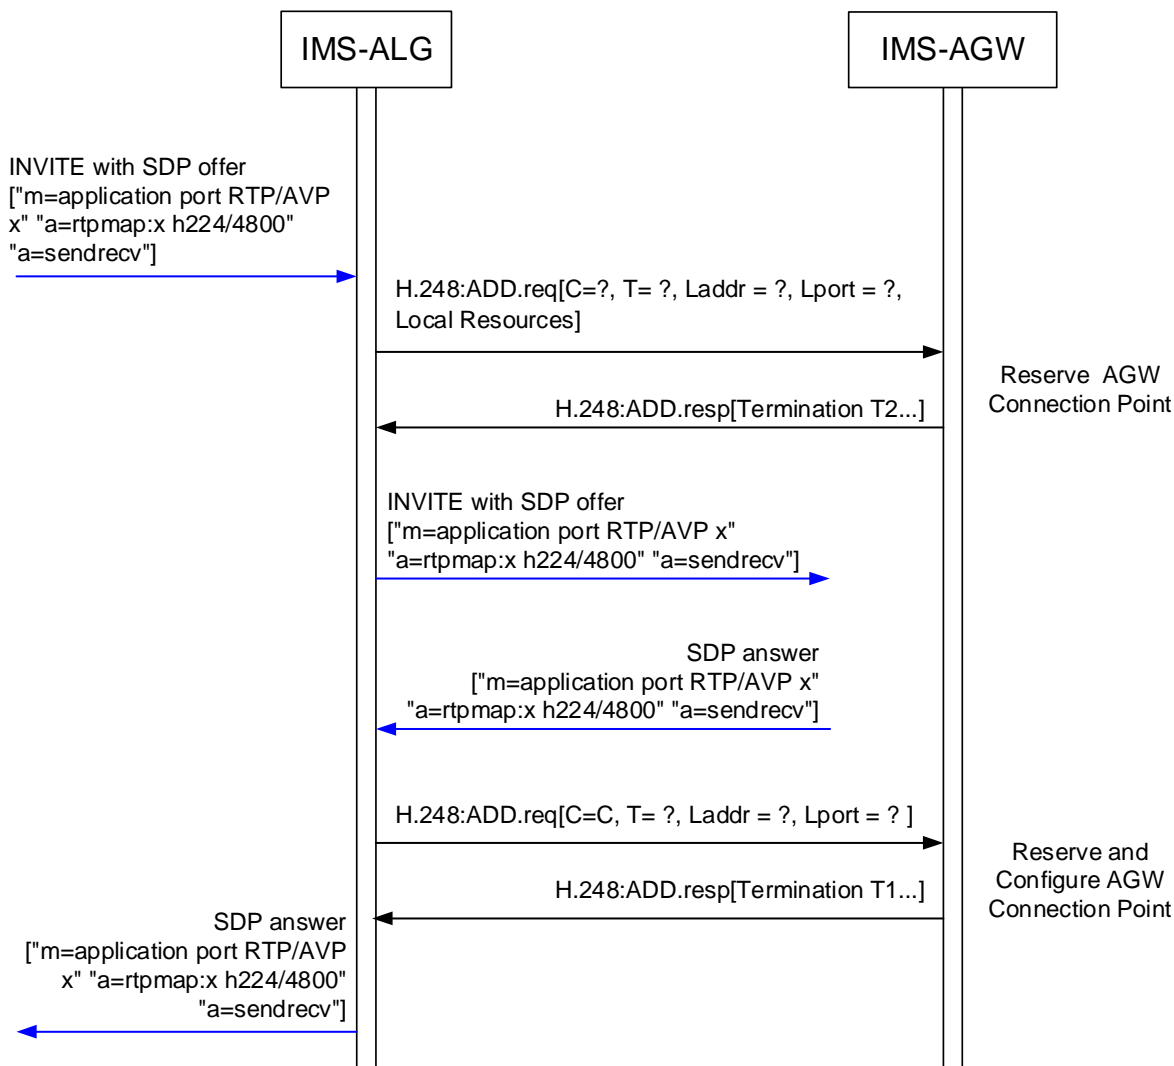 IMS-ALG
IMS-AGW
INVITE with SDP offer
["m=application port RTP/AVP
x" "a=rtpmap:x h224/4800"
"a=sendrecv"]
H.248:ADD.req[C=?, T= ?, Laddr = ?, Lport = ?,
Local Resources]
Reserve AGW
Connection Point
H.248:ADD.resp[Termination T2...]
INVITE with SDP offer
["m=application port RTP/AVP x"
"a=rtpmap:x h224/4800" "a=sendrecv"]
SDP answer
["m=application port RTP/AVP x"
"a=rtpmap:x h224/4800" "a=sendrecv"]
H.248:ADD.req[C=C, T= ?, Laddr = ?, Lport = ? ]
Reserve and
Configure AGW
Connection Point
H.248:ADD.resp[Termination T1...]
SDP answer
["m=application port RTP/AVP
x" "a=rtpmap:x h224/4800"
"a=sendrecv"]